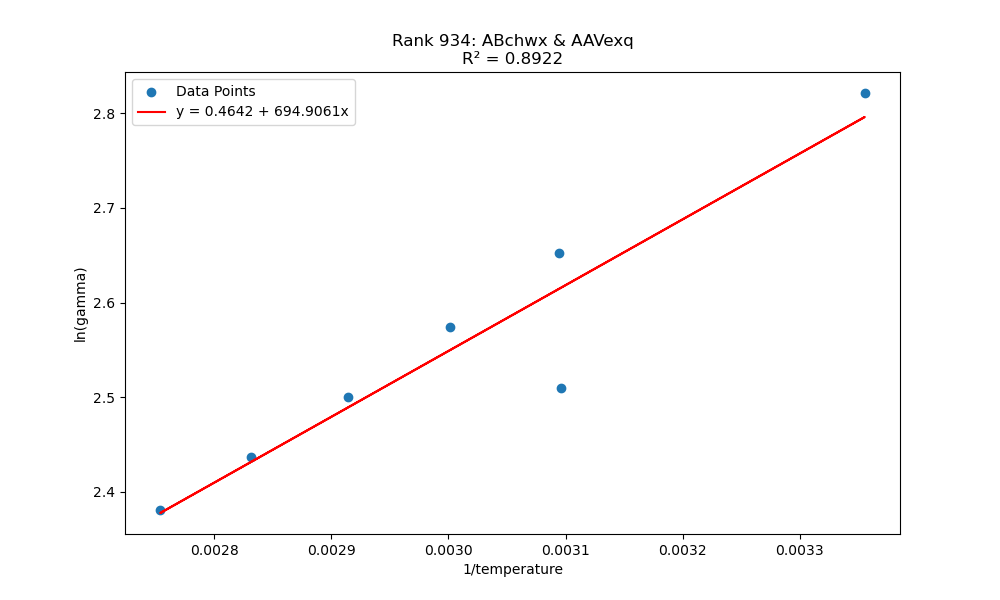 Rank 934: ABchwx & AAVexq
R² = 0.8922
Data Points
y = 0.4642 + 694.9061x
2.8
2.7
2.6
2.5
2.4
ln(gamma)
0.0028 0.0029 0.0030 0.0031 0.0032 0.0033
1/temperature